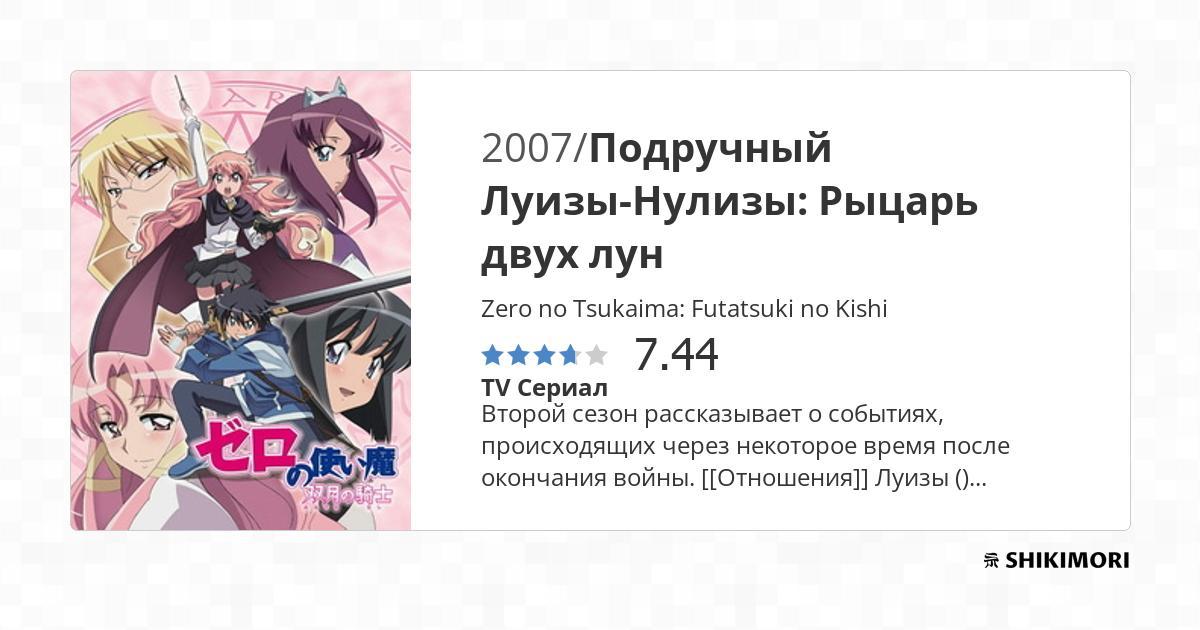 AR
2007/Подручный
Луизы-Нулизы: Рыцарь
двух лун
Zero no Tsukaima: Futatsuki no Kishi
7.44
TV Сериал
Второй сезон рассказывает о событиях,
происходящих через некоторое время после
окончания войны. [[Отношения]] Луизы ()...
ゼロの使い魔
双月の騎士
SHIKIMORI